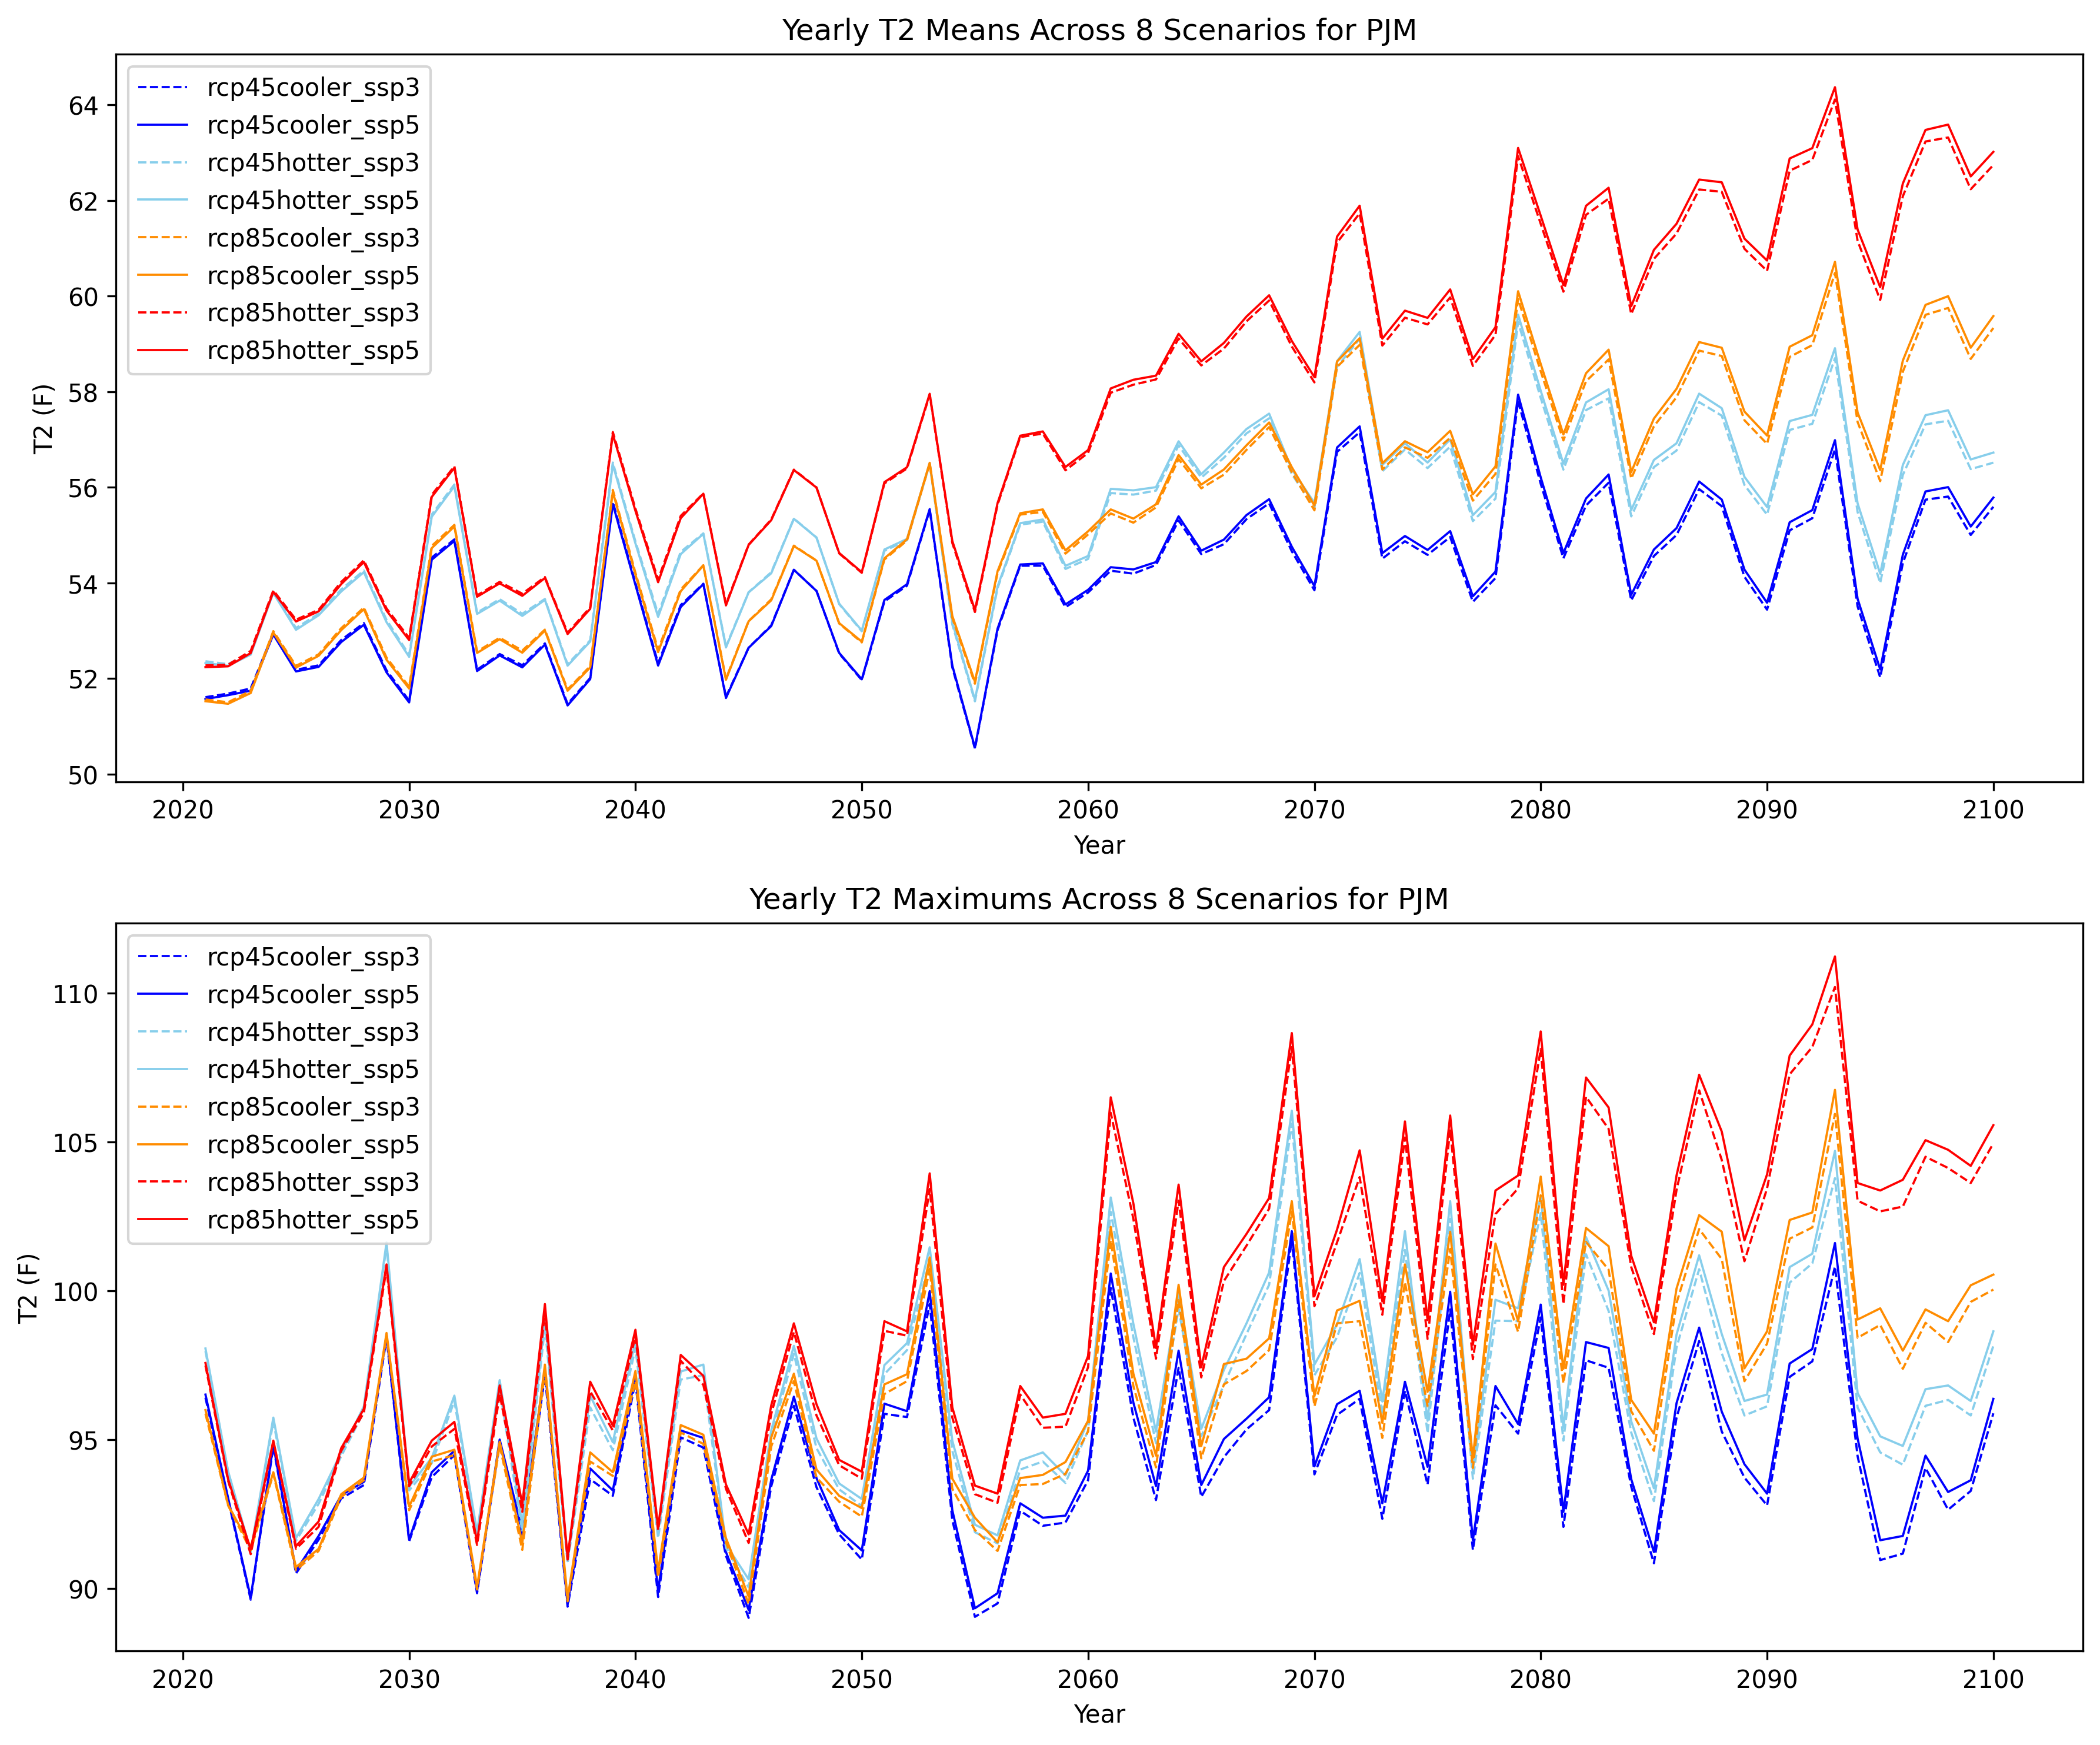 Yearly T2 Means Across 8 Scenarios for PJM
rcp45cooler_ssp3
rcp45cooler_ssp5
rcp45hotter_ssp3
rcp45hotter_ssp5
rcp85cooler_ssp3
rcp85cooler_ssp5
rcp85hotter_ssp3
rcp85hotter_ssp5
64
62
60
58
56
54
52
50
T2 (F)
2020 2030 2040 2050 2060 2070 2080 2090 2100
Year
Yearly T2 Maximums Across 8 Scenarios for PJM
rcp45cooler_ssp3
rcp45cooler_ssp5
rcp45hotter_ssp3
rcp45hotter_ssp5
rcp85cooler_ssp3
rcp85cooler_ssp5
rcp85hotter_ssp3
rcp85hotter_ssp5
110
105
100
95
90
T2 (F)
2020 2030 2040 2050 2060 2070 2080 2090 2100
Year